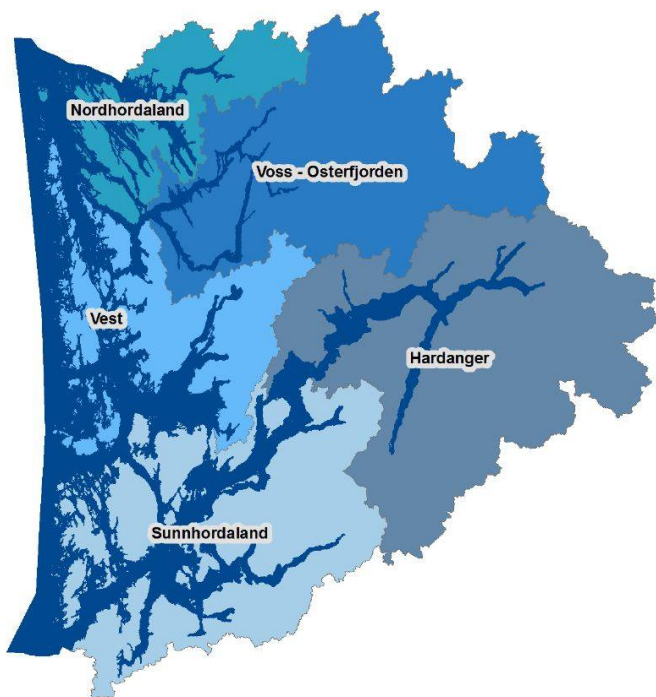 Nordhordaland
Voss - Osterfjorden
Vest
Hardanger
Sunnhordaland